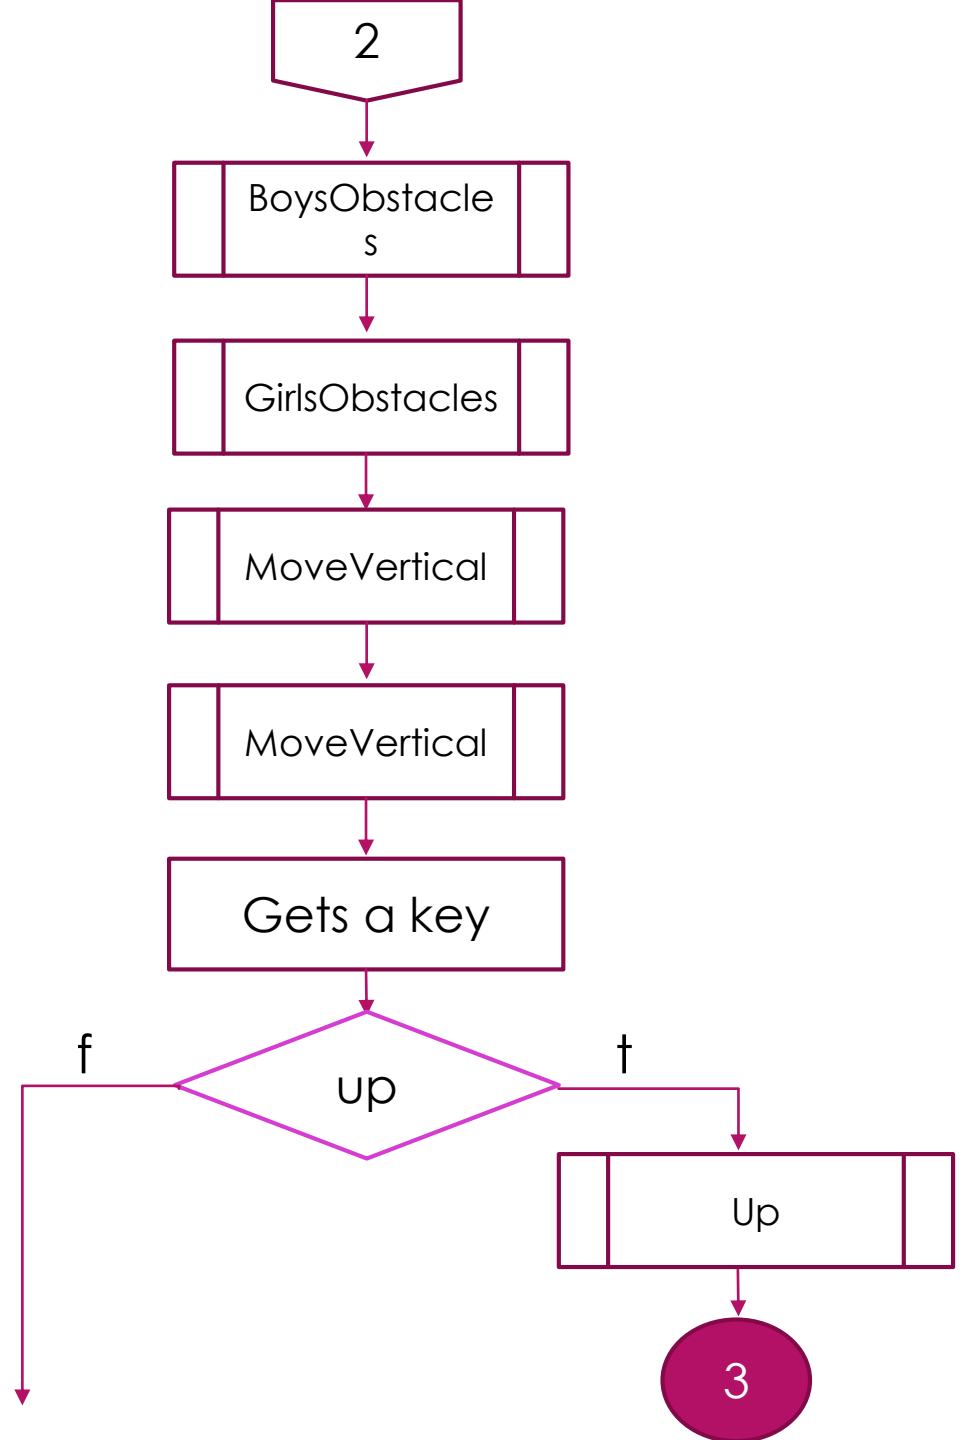 2
BoysObstacle
s
GirlsObstacles
MoveVertical
MoveVertical
Gets a key
f
t
up
Up
3